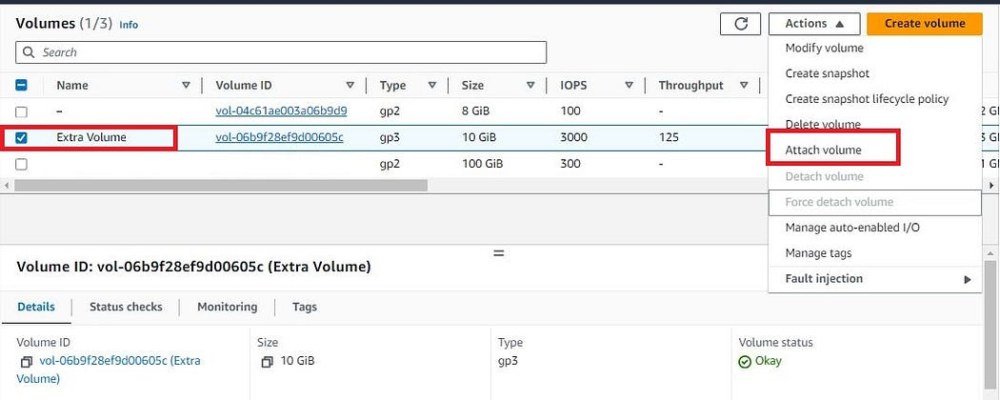 Volumes (1/3) Info
Actions
Create volume
Search
Name Volume ID Type Size IOPS Throughput
– vol-04c61ae003a06b9d9 gp2 8 GiB 100 -
Extra Volume vol-06b9f28ef9d00605c gp3 10 GiB 3000 125
gp2 100 GiB 300 -
Modify volume
Create snapshot
Create snapshot lifecycle policy
Delete volume
Attach volume
Detach volume
Force detach volume
Manage auto-enabled I/O
Manage tags
Fault injection
Volume ID: vol-06b9f28ef9d00605c (Extra Volume)
Details Status checks Monitoring Tags
Volume ID Size Type Volume status
vol-06b9f28ef9d00605c (Extra 10 GiB gp3 Okay
Volume)